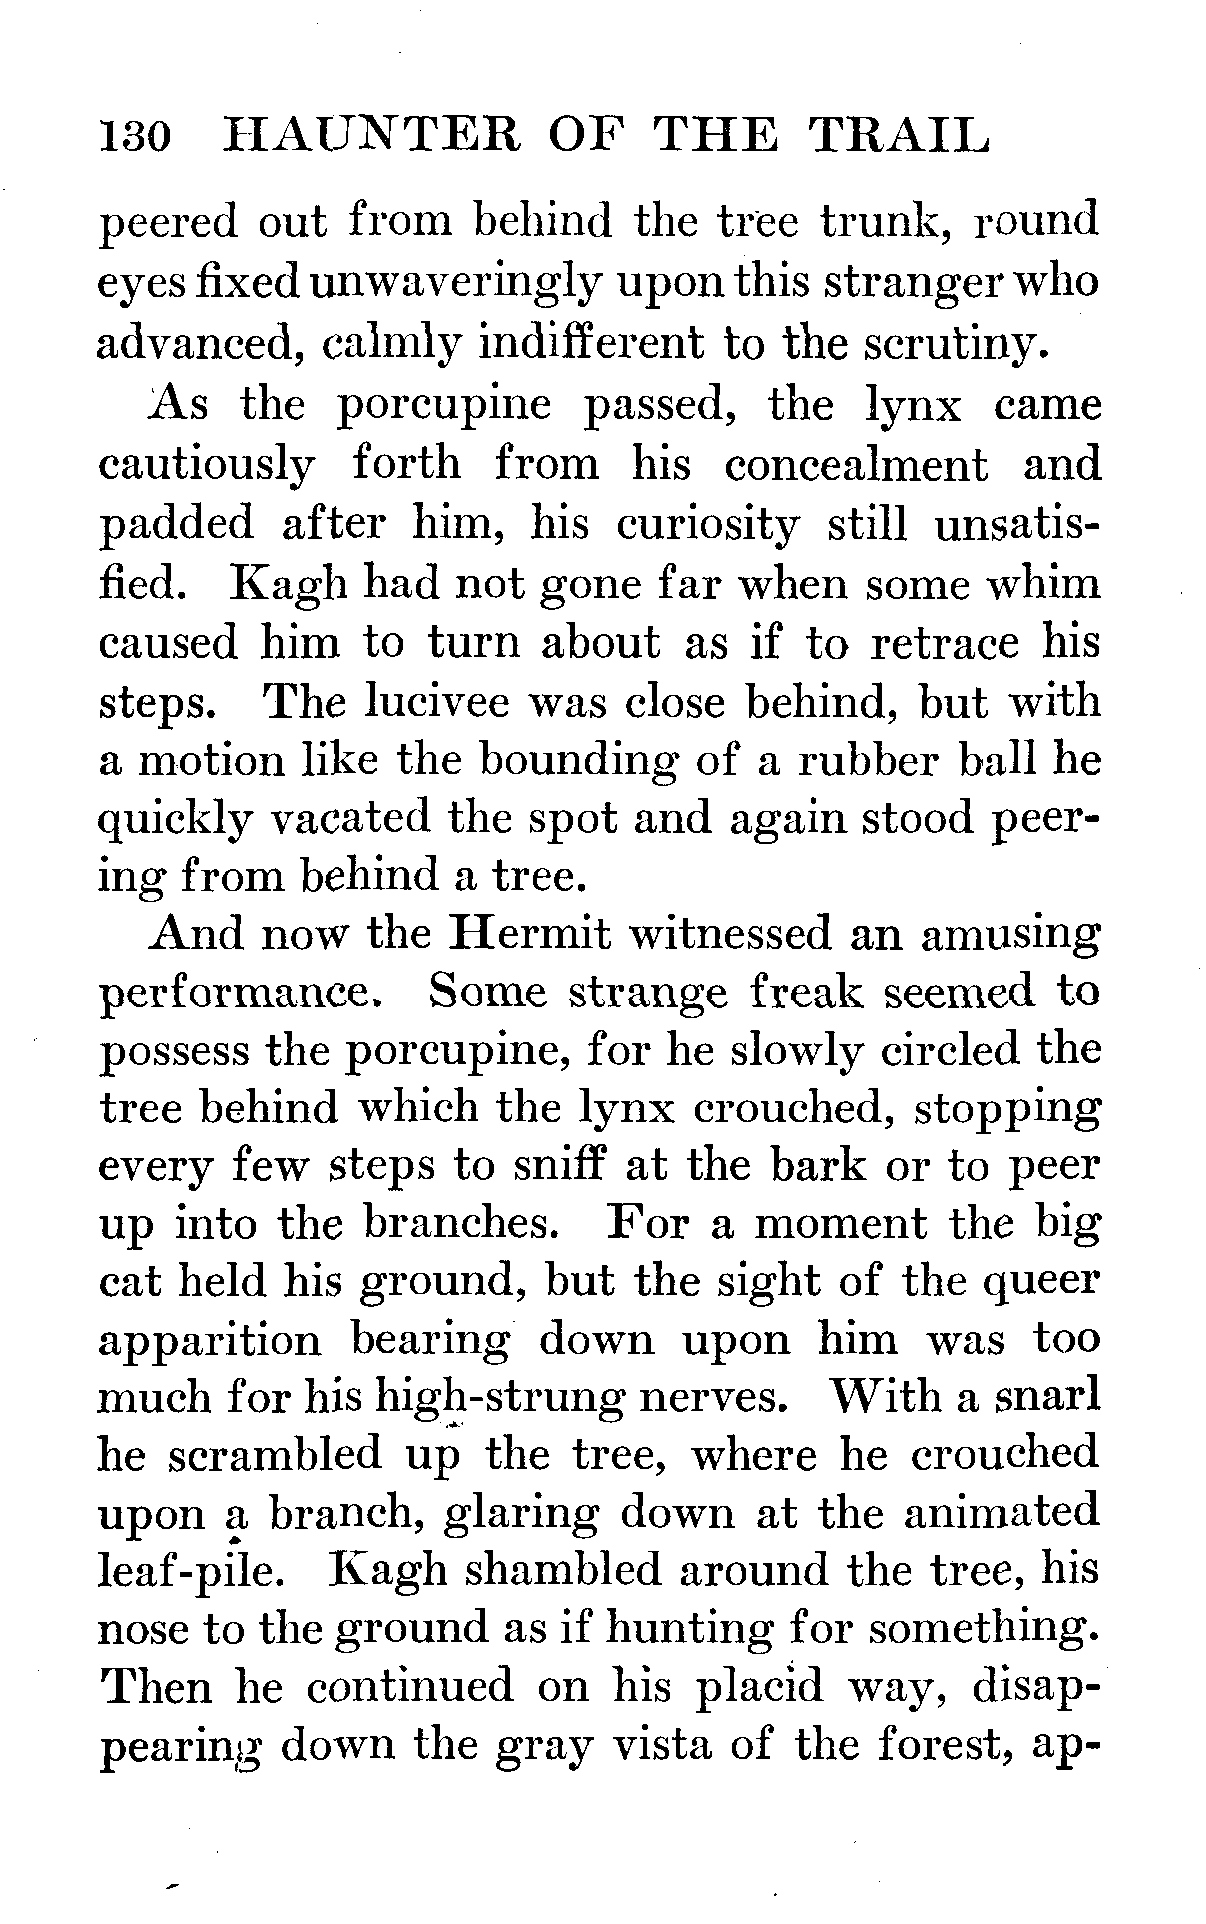 130 HAUNTER OF THE TRAIL
peered out from behind the tree trunk, round
eyes fixed unwaveringly upon this stranger who
advanced, calmly indifferent to the scrutiny.
As the porcupine passed, the lynx came
cautiously forth from his concealment and
padded after him, his curiosity still unsatis-
fied. Kagh had not gone far when some whim
caused him to turn about as if to retrace his
steps. The lucivee was close behind, but with
a motion like the bounding of a rubber ball he
quickly vacated the spot and again stood peer-
ing from behind a tree.
And now the Hermit witnessed an amusing
performance. Some strange freak seemed to
possess the porcupine, for he slowly circled the
tree behind which the lynx crouched, stopping
every few steps to sniff at the bark or to peer
up into the branches. For a moment the big
cat held his ground, but the sight of the queer
apparition bearing down upon him was too
much for his high-strung nerves. With a snarl
he scrambled up the tree, where he crouched
upon a branch, glaring down at the animated
leaf-pile. Kagh shambled around the tree, his
nose to the ground as if hunting for something.
Then he continued on his placid way, disap-
pearing down the gray vista of the forest, ap-